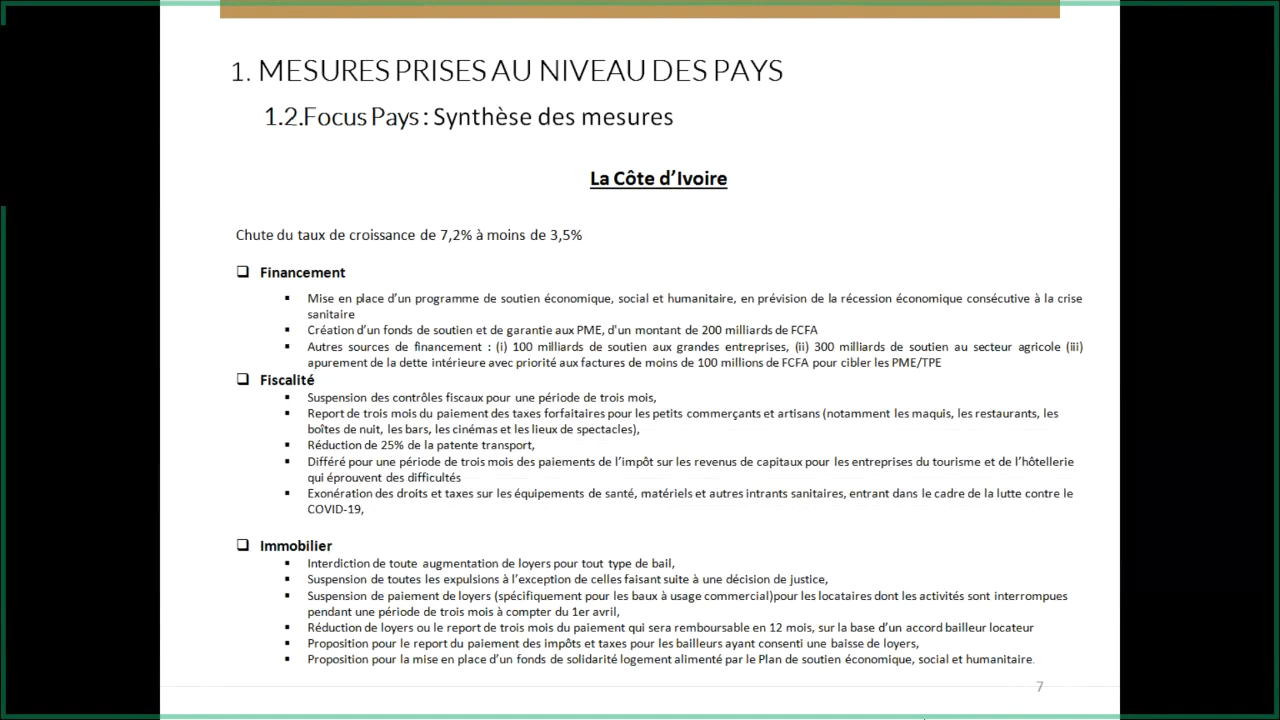 1. MESURES PRISES AU NIVEAU DES PAYS
1.2.Focus Pays : Synthèse des mesures
La Côte d’Ivoire
Chute du taux de croissance de 7,2% à moins de 3,5%
❑ Financement
▪ Mise en place d’un programme de soutien économique, social et humanitaire, en prévision de la récession économique consécutive à la crise
sanitaire
▪ Création d’un fonds de soutien et de garantie aux PME, d'un montant de 200 milliards de FCFA
▪ Autres sources de financement : (i) 100 milliards de soutien aux grandes entreprises, (ii) 300 milliards de soutien au secteur agricole (iii)
apurement de la dette intérieure avec priorité aux factures de moins de 100 millions de FCFA pour cibler les PME/TPE
❑ Fiscalité
▪ Suspension des contrôles fiscaux pour une période de trois mois,
▪ Report de trois mois du paiement des taxes forfaitaires pour les petits commerçants et artisans (notamment les maquis, les restaurants, les
boîtes de nuit, les bars, les cinémas et les lieux de spectacles),
▪ Réduction de 25% de la patente transport,
▪ Différé pour une période de trois mois des paiements de l’impôt sur les revenus de capitaux pour les entreprises du tourisme et de l’hôtellerie
qui éprouvent des difficultés
▪ Exonération des droits et taxes sur les équipements de santé, matériels et autres intrants sanitaires, entrant dans le cadre de la lutte contre le
COVID-19,
❑ Immobilier
▪ Interdiction de toute augmentation de loyers pour tout type de bail,
▪ Suspension de toutes les expulsions à l’exception de celles faisant suite à une décision de justice,
▪ Suspension de paiement de loyers (spécifiquement pour les baux à usage commercial)pour les locataires dont les activités sont interrompues
pendant une période de trois mois à compter du 1er avril,
▪ Réduction de loyers ou le report de trois mois du paiement qui sera remboursable en 12 mois, sur la base d’un accord bailleur locateur
▪ Proposition pour le report du paiement des impôts et taxes pour les bailleurs ayant consenti une baisse de loyers,
▪ Proposition pour la mise en place d’un fonds de solidarité logement alimenté par le Plan de soutien économique, social et humanitaire.
7